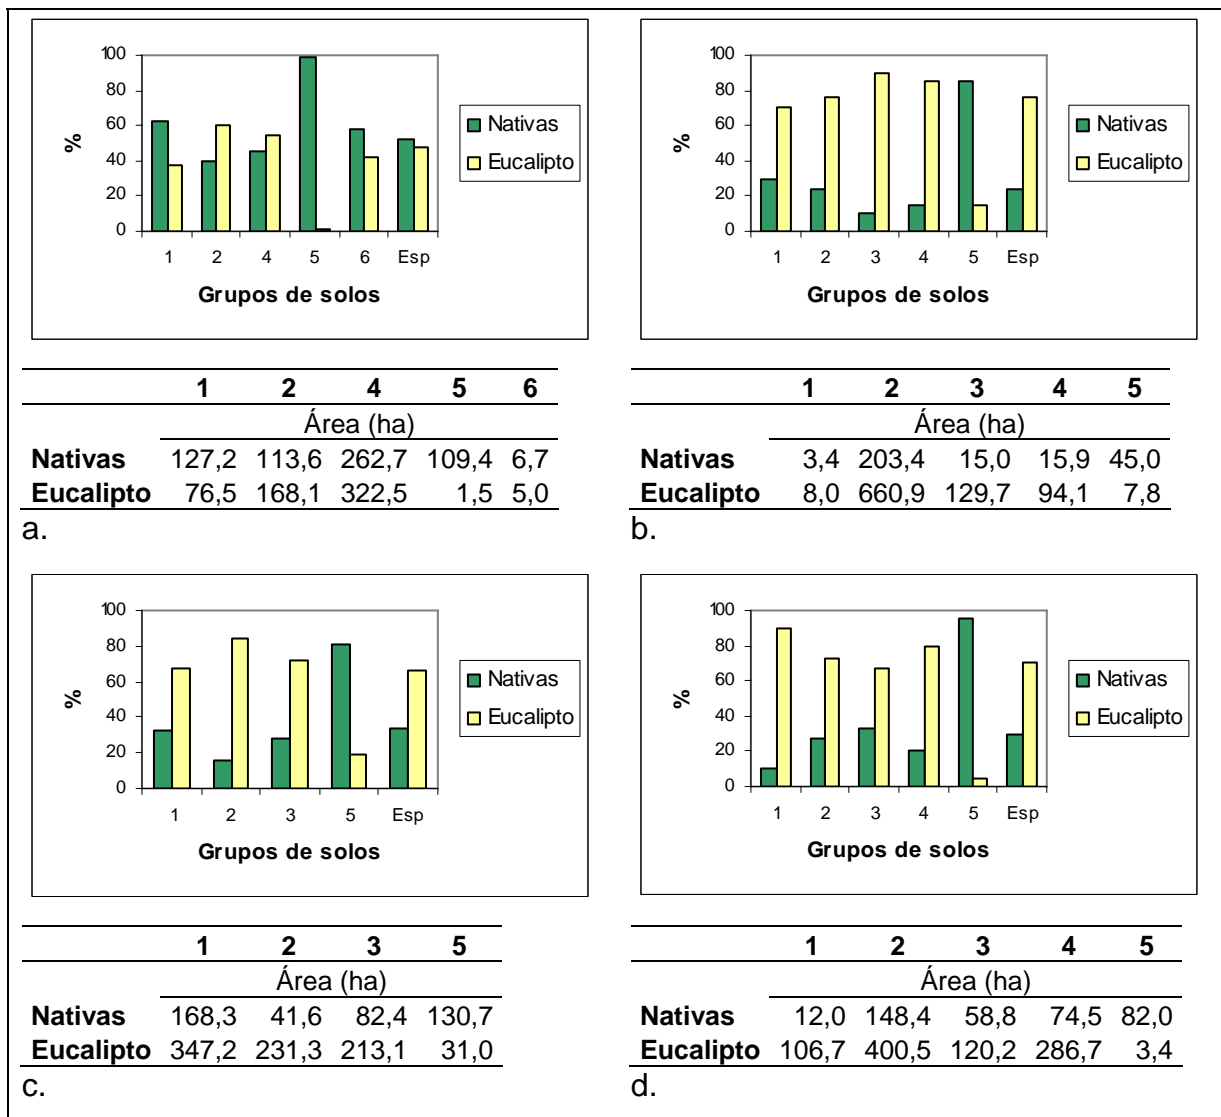 100
80
60
40
20
0
%
1 2 4 5 6 Esp
Grupos de solos
Nativas
Eucalipto
1 2 4 5 6
Área (ha)
Nativas 127,2 113,6 262,7 109,4 6,7
Eucalipto 76,5 168,1 322,5 1,5 5,0
a.
100
80
60
40
20
0
%
1 2 3 4 5 Esp
Grupos de solos
Nativas
Eucalipto
1 2 3 4 5
Área (ha)
Nativas 3,4 203,4 15,0 15,9 45,0
Eucalipto 8,0 660,9 129,7 94,1 7,8
b.
100
80
60
40
20
0
%
1 2 3 5 Esp
Grupos de solos
Nativas
Eucalipto
1 2 3 5
Área (ha)
Nativas 168,3 41,6 82,4 130,7
Eucalipto 347,2 231,3 213,1 31,0
c.
100
80
60
40
20
0
%
1 2 3 4 5 Esp
Grupos de solos
Nativas
Eucalipto
1 2 3 4 5
Área (ha)
Nativas 12,0 148,4 58,8 74,5 82,0
Eucalipto 106,7 400,5 120,2 286,7 3,4
d.